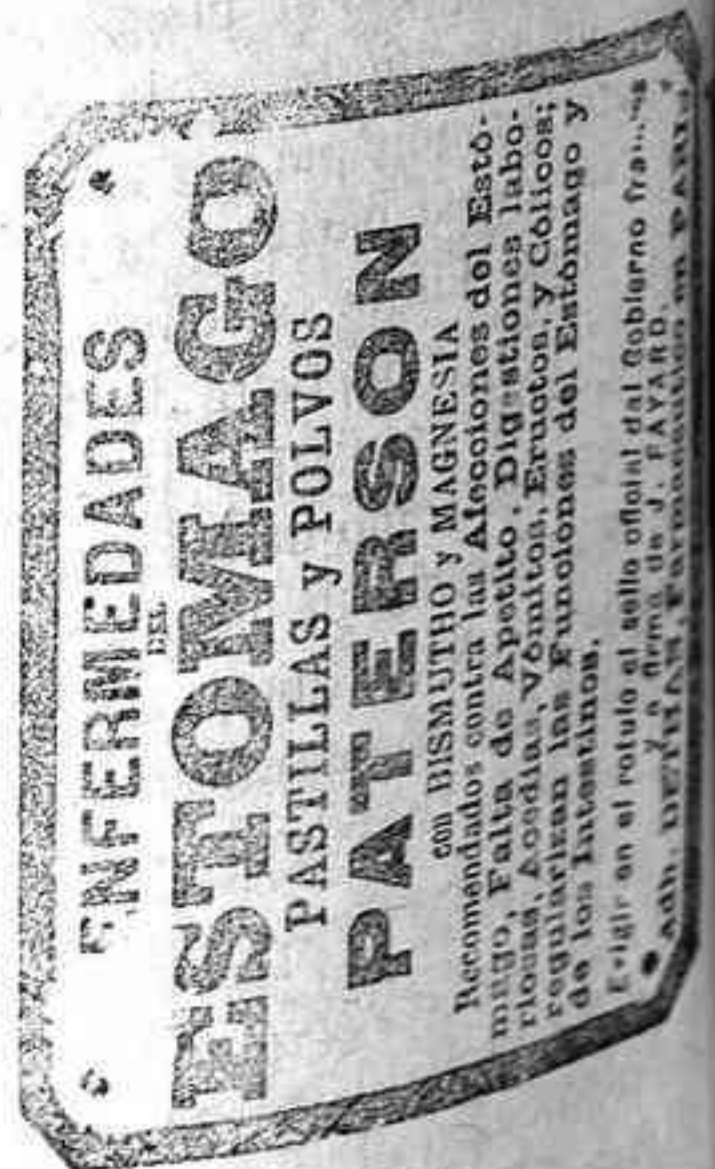 ENFERMEDADES
DEL
ESTOMAGO
PASTILLAS y POLVOS
PATERSON
con BISMUTHO y MAGNESIA
Recomendados contra las Afecciones del Estó-
mago, Falta de Apetito, Digestiones labo-
riosas, Acedias, Vómitos, Eructos, y Cólicos;
regularizan las Funciones del Estómago y
de los Intestinos.
Exigir en el rotulo el sello oficial del Gobierno
y a firma de J. FAYARD.
Adh. DETHAN, Farmaceutico en PARIS